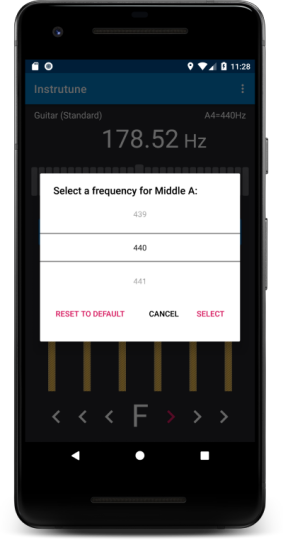 11:28
Instrutune
Guitar (Standard) A4=440Hz
178.52 Hz
Select a frequency for Middle A:
439
440
441
RESET TO DEFAULT CANCEL SELECT
< < < F > > >